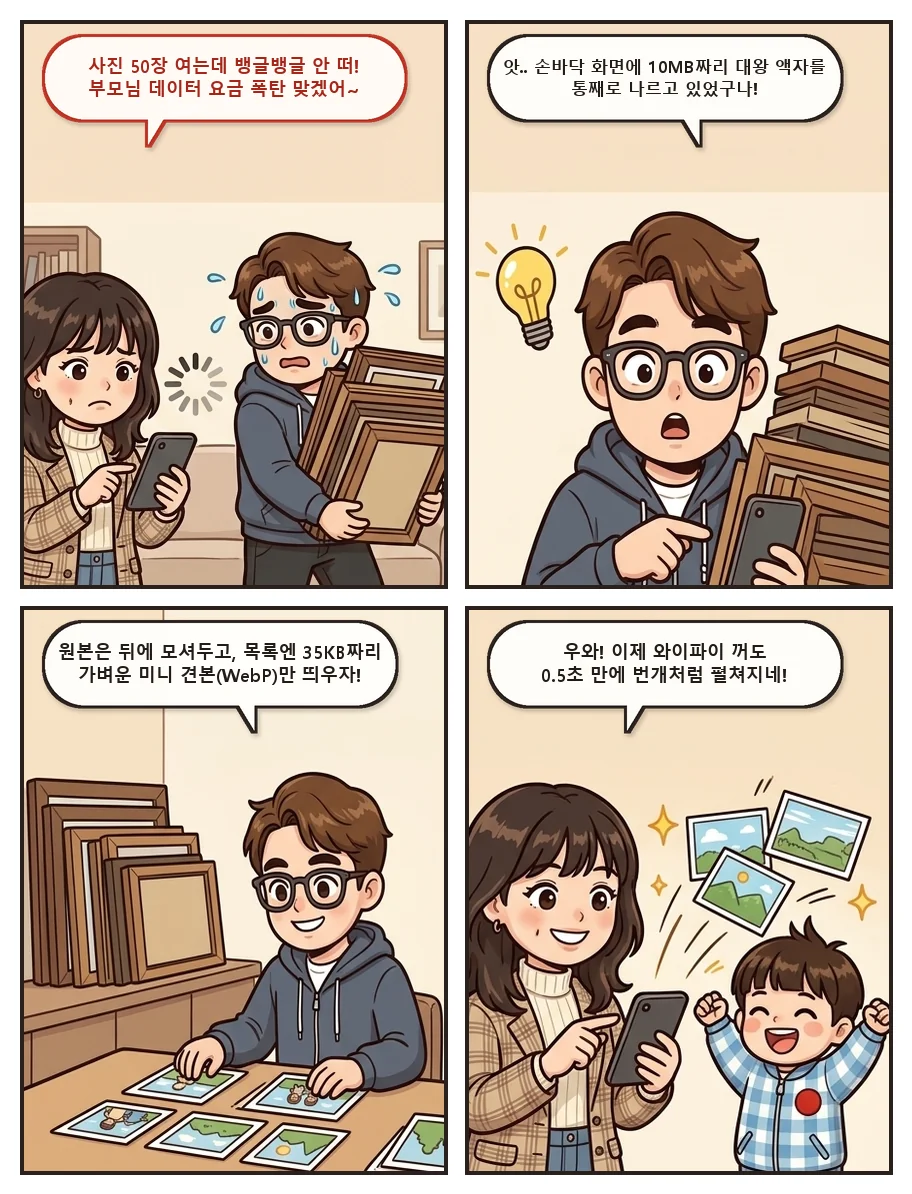 사진 50장 여는데 뱅글뱅글 안 떠!
부모님 데이터 요금 폭탄 맞겠어~
앗.. 손바닥 화면에 10MB짜리 대왕 액자를
통째로 나르고 있었구나!
원본은 뒤에 모셔두고, 목록엔 35KB짜리
가벼운 미니 견본(WebP)만 띄우자!
우와! 이제 와이파이 꺼도
0.5초 만에 번개처럼 펼쳐지네!